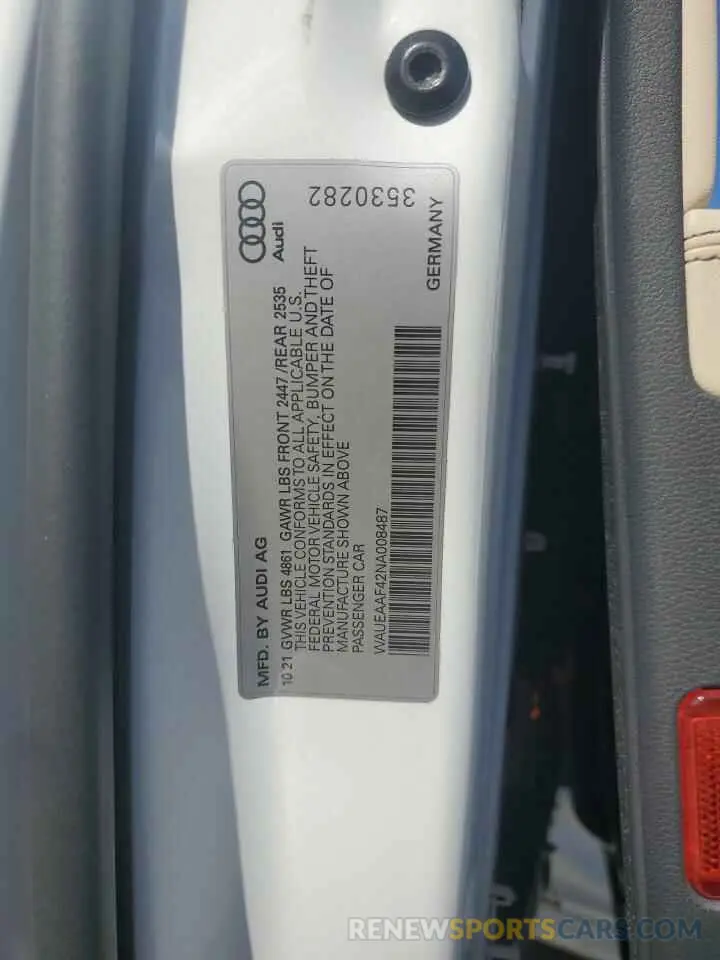 Audi
3530282
MFD. BY AUDI AG
10 21 GVWR LBS 4861 GAWR LBS FRONT 2447/REAR 2535
THIS VEHICLE CONFORMS TO ALL APPLICABLE U.S.
FEDERAL MOTOR VEHICLE SAFETY, BUMPER AND THEFT
PREVENTION STANDARDS IN EFFECT ON THE DATE OF
MANUFACTURE SHOWN ABOVE
PASSENGER CAR
WAUEAAF42NA008487
GERMANY
RENEWSPORTSCARS.COM